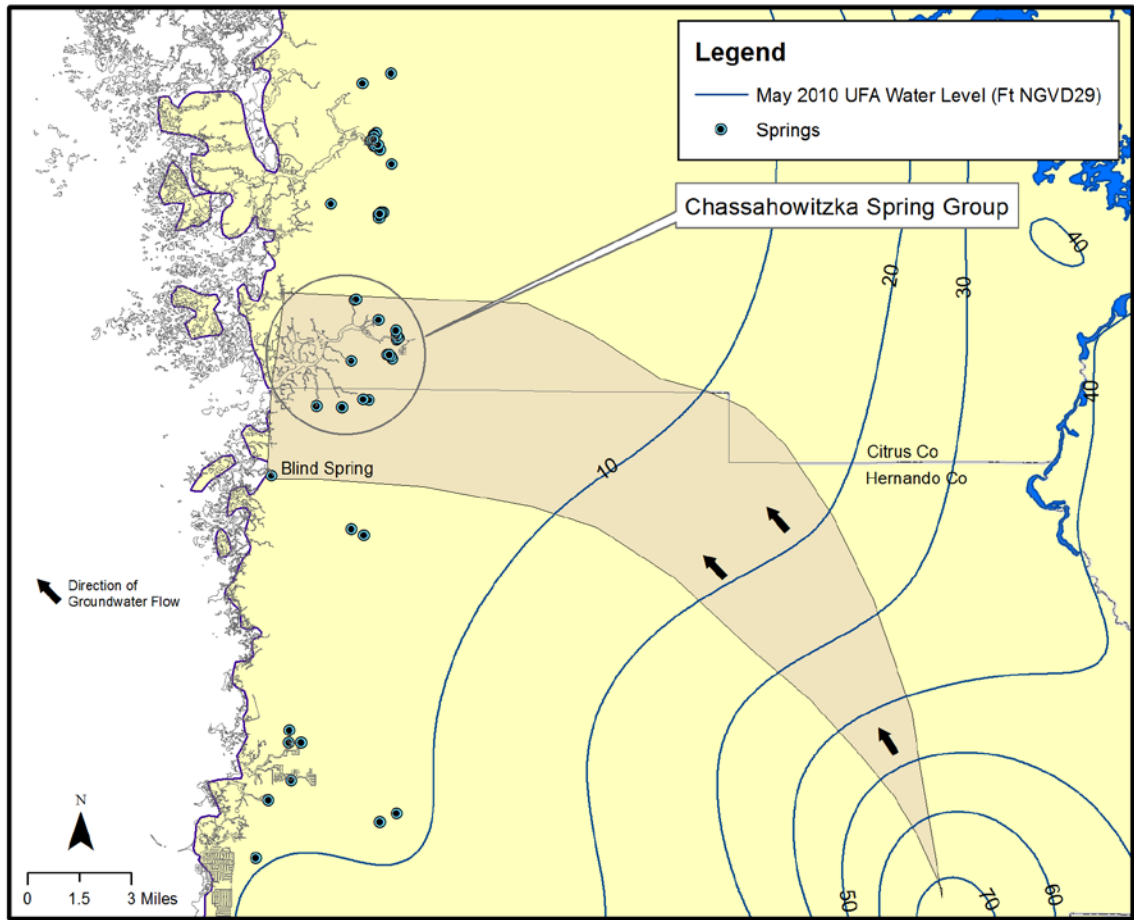 Legend
May 2010 UFA Water Level (Ft NGVD29)
Springs
Chassahowitzka Spring Group
40
20
30
40
10
Citrus Co
Hernando Co
Blind Spring
Direction of
Groundwater Flow
N
0 1.5 3 Miles
50
70
60